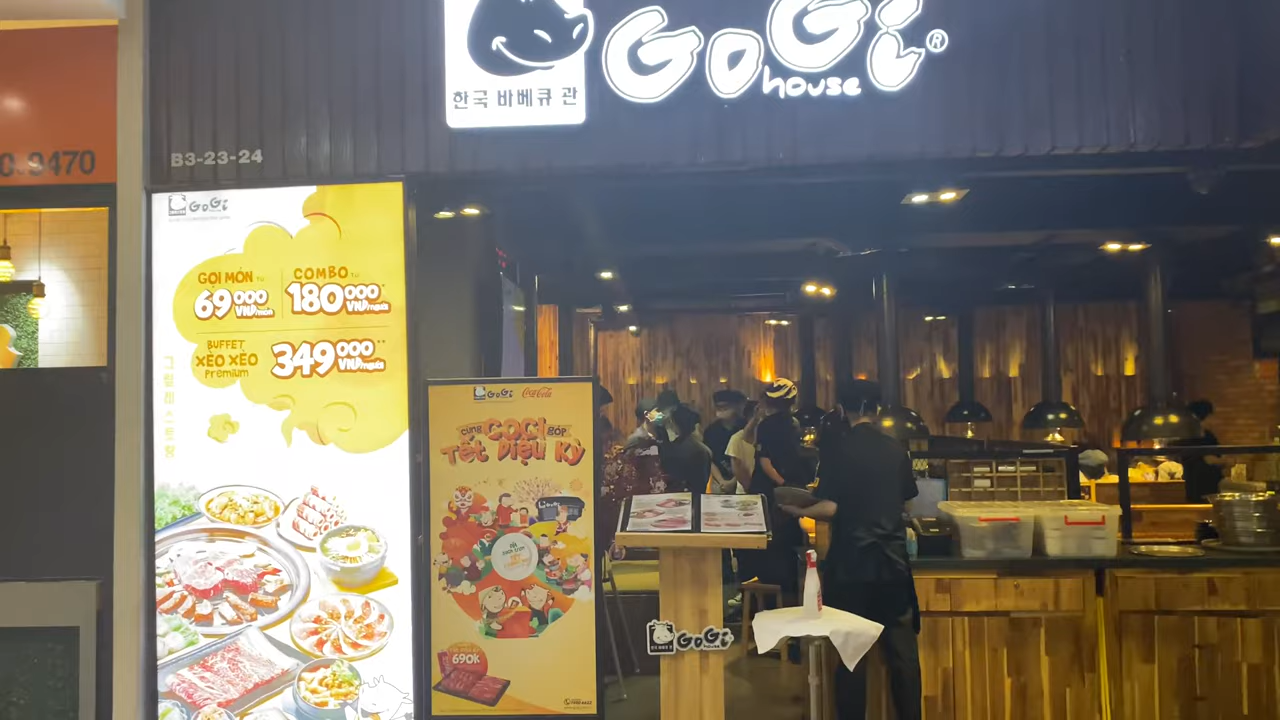 GoGi
house
®
한국 바베큐 관
B3-23-24
9470
GoGi
GỌI MÓN TỪ
69 000 VNĐ/món
COMBO TỪ
180 000* VNĐ/người
BUFFET
XÈO XÈO
Premium
349 000** VNĐ/người
GoGi
Coca-Cola
cùng GOGI góp
Tết Diệu Kỳ
690K
GoGi
house